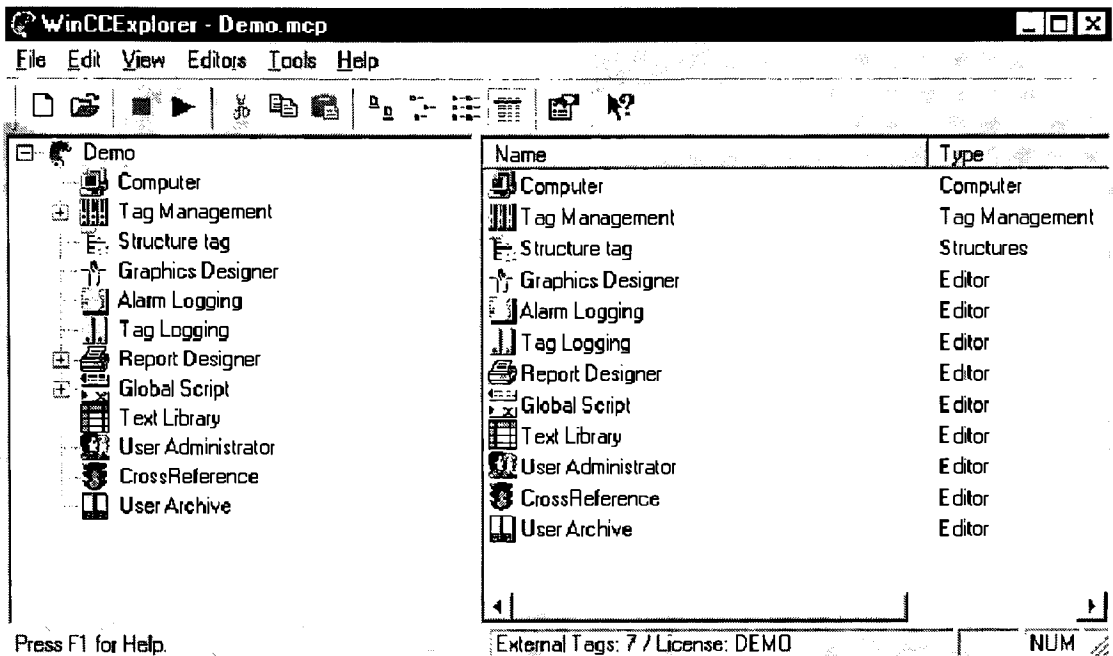 WinCCExplorer - Demo.mcp
File Edit View Editors Tools Help
Demo
Computer
Tag Management
Structure tag
Graphics Designer
Alarm Logging
Tag Logging
Report Designer
Global Script
Text Library
User Administrator
CrossReference
User Archive
Name Type
Computer Computer
Tag Management Tag Management
Structure tag Structures
Graphics Designer Editor
Alarm Logging Editor
Tag Logging Editor
Report Designer Editor
Global Script Editor
Text Library Editor
User Administrator Editor
CrossReference Editor
User Archive Editor
Press F1 for Help. External Tags: 7 / License: DEMO NUM